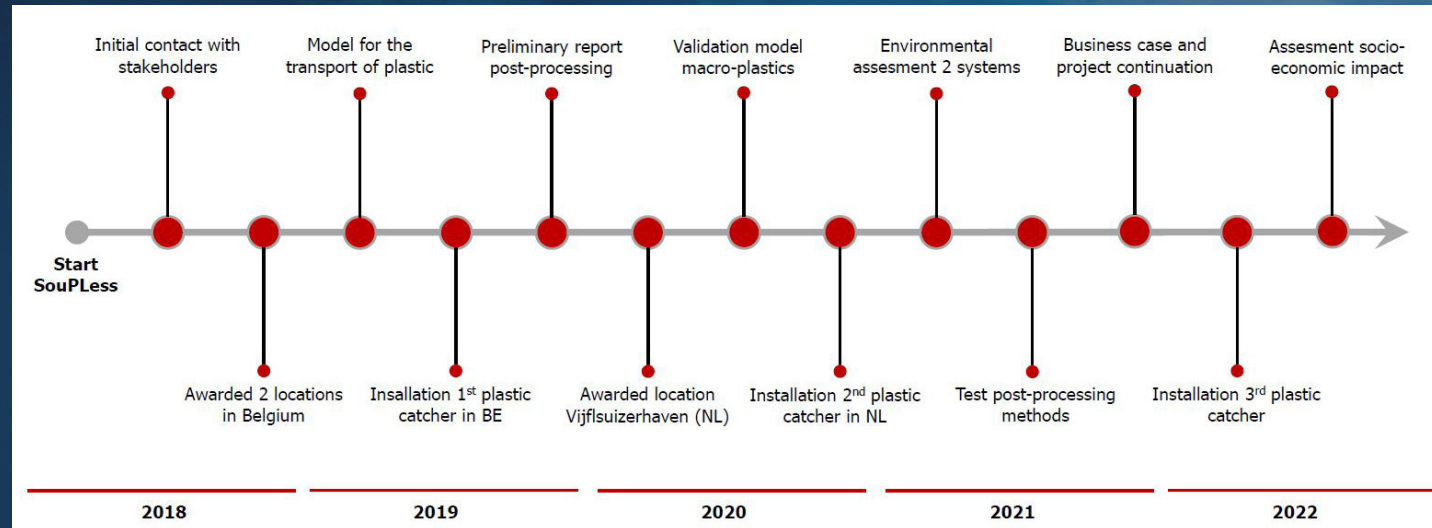 Initial contact with
stakeholders
Model for the
transport of plastic
Preliminary report
post-processing
Validation model
macro-plastics
Environmental
assesment 2 systems
Business case and
project continuation
Assesment socio-
economic impact
Start
SouPLess
Awarded 2 locations
in Belgium
Insallation 1st plastic
catcher in BE
Awarded location
Vijflsuizerhaven (NL)
Installation 2nd plastic
catcher in NL
Test post-processing
methods
Installation 3rd plastic
catcher
2018
2019
2020
2021
2022